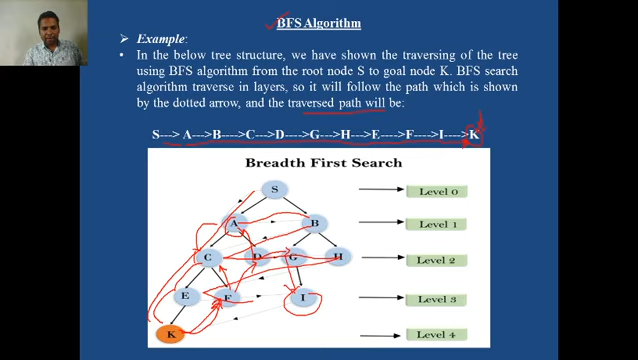 BFS Algorithm
➢ Example:
• In the below tree structure, we have shown the traversing of the tree
using BFS algorithm from the root node S to goal node K. BFS search
algorithm traverse in layers, so it will follow the path which is shown
by the dotted arrow, and the traversed path will be:
S---> A--->B---->C--->D---->G--->H--->E---->F---->I---->K
Breadth First Search
S Level 0
A B Level 1
C D G H Level 2
E F I Level 3
K Level 4